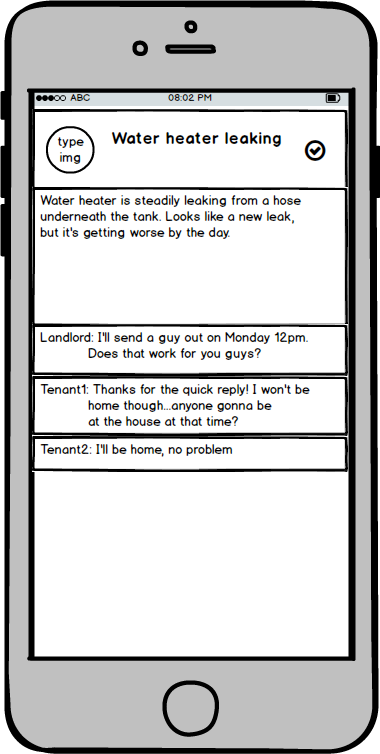 ABC 08:02 PM
type
img
Water heater leaking
Water heater is steadily leaking from a hose
underneath the tank. Looks like a new leak,
but it's getting worse by the day.
Landlord: I'll send a guy out on Monday 12pm.
Does that work for you guys?
Tenant1: Thanks for the quick reply! I won't be
home though...anyone gonna be
at the house at that time?
Tenant2: I'll be home, no problem